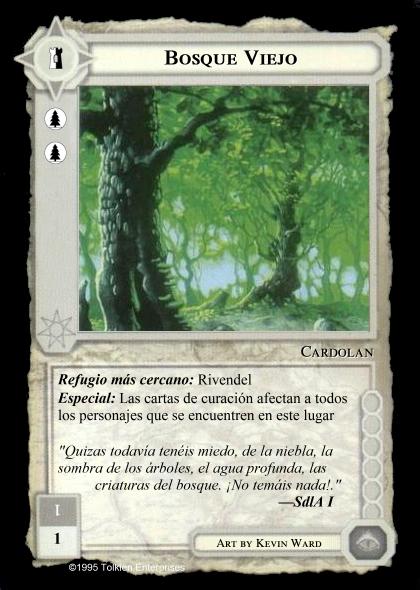 Bosque Viejo
Cardolan
Refugio más cercano: Rivendel
Especial: Las cartas de curación afectan a todos
los personajes que se encuentren en este lugar
"Quizas todavía tenéis miedo, de la niebla, la
sombra de los árboles, el agua profunda, las
criaturas del bosque. ¡No temáis nada!."
—SdlA I
I
1
Art by Kevin Ward
©1995 Tolkien Enterprises